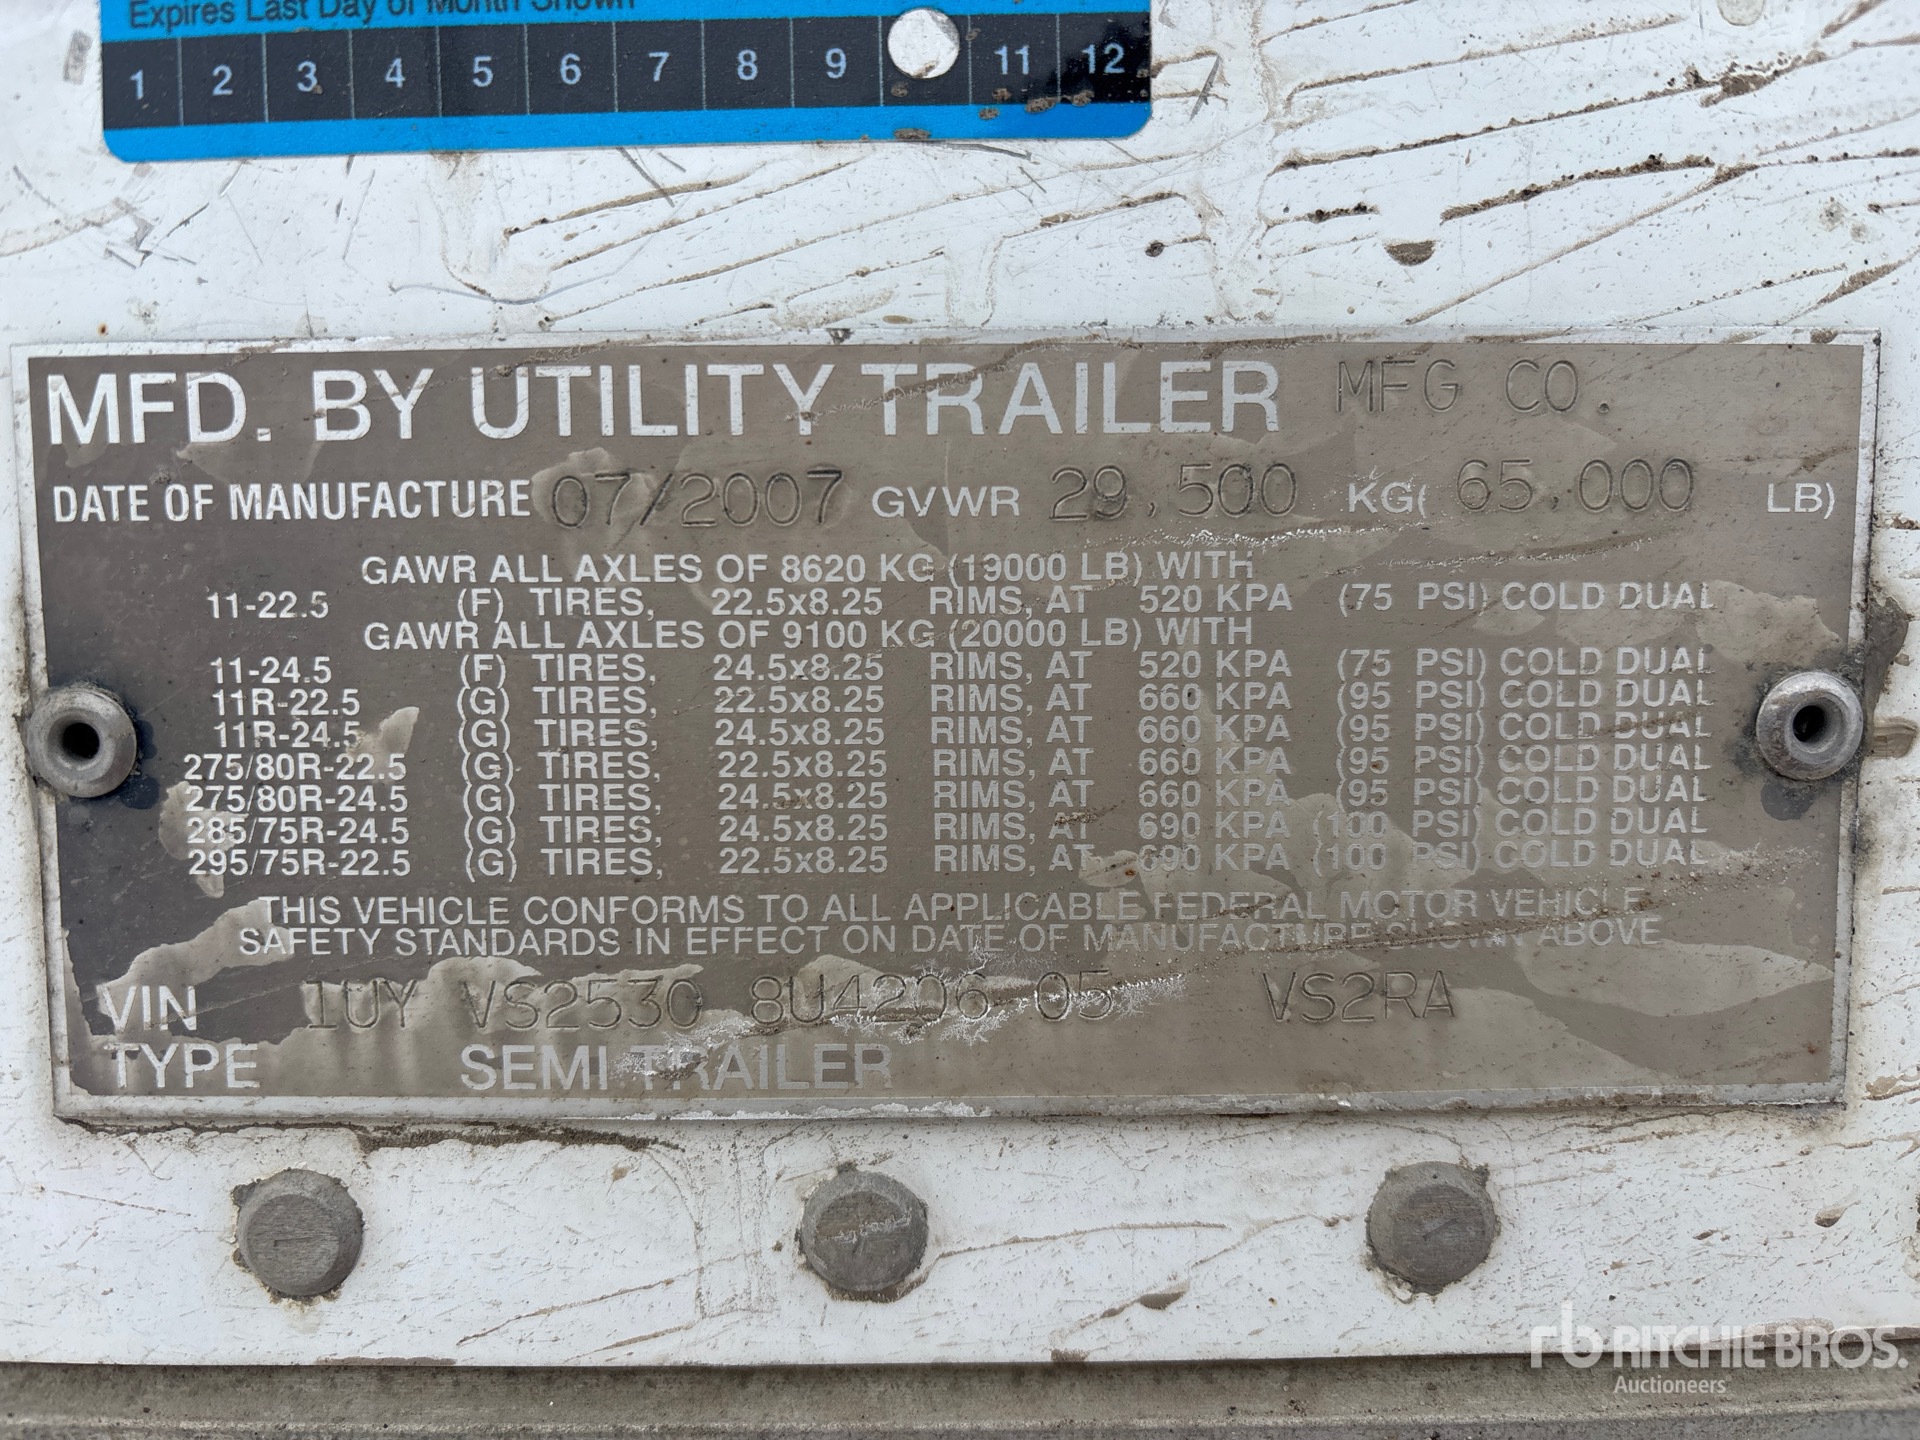 Expires Last Day of Month Shown
1 2 3 4 5 6 7 8 9 11 12
MFD. BY UTILITY TRAILER MFG CO.
DATE OF MANUFACTURE 07/2007 GVWR 29,500 KG( 65,000 LB)
GAWR ALL AXLES OF 8620 KG (19000 LB) WITH
11-22.5 (F) TIRES, 22.5x8.25 RIMS, AT 520 KPA (75 PSI) COLD DUAL
GAWR ALL AXLES OF 9100 KG (20000 LB) WITH
11-24.5 (F) TIRES, 24.5x8.25 RIMS, AT 520 KPA (75 PSI) COLD DUAL
11R-22.5 (G) TIRES, 22.5x8.25 RIMS, AT 660 KPA (95 PSI) COLD DUAL
11R-24.5 (G) TIRES, 24.5x8.25 RIMS, AT 660 KPA (95 PSI) COLD DUAL
275/80R-22.5 (G) TIRES, 22.5x8.25 RIMS, AT 660 KPA (95 PSI) COLD DUAL
275/80R-24.5 (G) TIRES, 24.5x8.25 RIMS, AT 660 KPA (95 PSI) COLD DUAL
285/75R-24.5 (G) TIRES, 24.5x8.25 RIMS, AT 690 KPA (100 PSI) COLD DUAL
295/75R-22.5 (G) TIRES, 22.5x8.25 RIMS, AT 690 KPA (100 PSI) COLD DUAL
THIS VEHICLE CONFORMS TO ALL APPLICABLE FEDERAL MOTOR VEHICLE
SAFETY STANDARDS IN EFFECT ON DATE OF MANUFACTURE SHOWN ABOVE
VIN 1UY VS2530 8U4206 05 VS2RA
TYPE SEMI-TRAILER
rb RITCHIE BROS.
Auctioneers